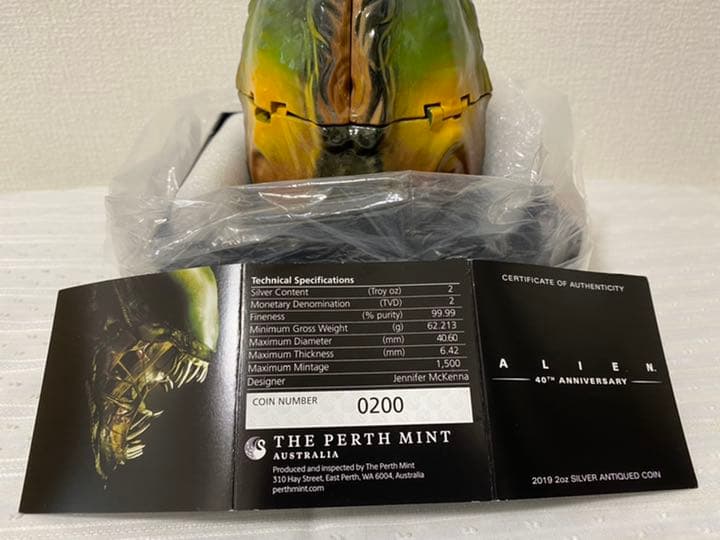 Technical Specifications
Silver Content (Troy oz) 2
Monetary Denomination (TVD) 2
Fineness (% purity) 99.99
Minimum Gross Weight (g) 62.213
Maximum Diameter (mm) 40.60
Maximum Thickness (mm) 6.42
Maximum Mintage 1,500
Designer Jennifer McKenna
COIN NUMBER 0200
THE PERTH MINT
AUSTRALIA
Produced and inspected by The Perth Mint
310 Hay Street, East Perth, WA 6004, Australia
perthmint.com
CERTIFICATE OF AUTHENTICITY
ALIEN™
40TH ANNIVERSARY
2019 2oz SILVER ANTIQUED COIN